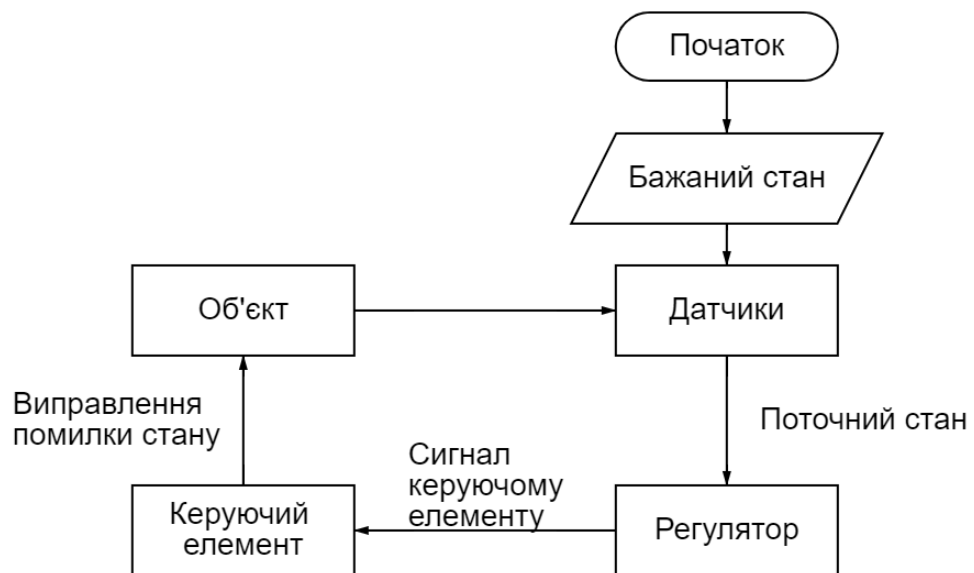 Початок
Бажаний стан
Об'єкт
Датчики
Виправлення
помилки стану
Поточний стан
Сигнал
керуючому
елементу
Керуючий
елемент
Регулятор